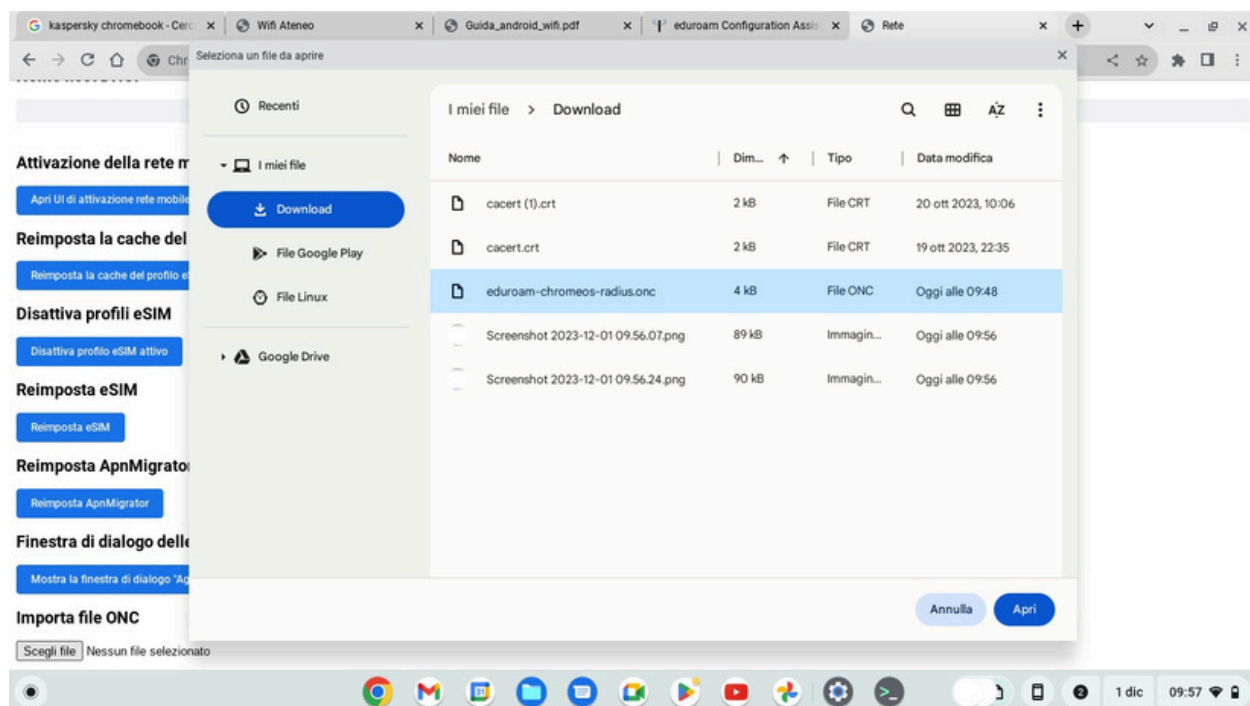 kaspersky chromebook - Cerc
Wifi Ateneo
Guida_android_wifi.pdf
eduroam Configuration Assis
Rete
Chr
Seleziona un file da aprire
Recenti
I miei file
Download
File Google Play
File Linux
Google Drive
I miei file > Download
AZ
Nome Dim... Tipo Data modifica
cacert (1).crt 2 kB File CRT 20 ott 2023, 10:06
cacert.crt 2 kB File CRT 19 ott 2023, 22:35
eduroam-chromeos-radius.onc 4 kB File ONC Oggi alle 09:48
Screenshot 2023-12-01 09.56.07.png 89 kB Immagin... Oggi alle 09:56
Screenshot 2023-12-01 09.56.24.png 90 kB Immagin... Oggi alle 09:56
Annulla Apri
Attivazione della rete m
Apri UI di attivazione rete mobile
Reimposta la cache del
Reimposta la cache del profilo e
Disattiva profili eSIM
Disattiva profilo eSIM attivo
Reimposta eSIM
Reimposta eSIM
Reimposta ApnMigrato
Reimposta ApnMigrator
Finestra di dialogo delle
Mostra la finestra di dialogo "Ag
Importa file ONC
Scegli file Nessun file selezionato
31
2
1 dic 09:57